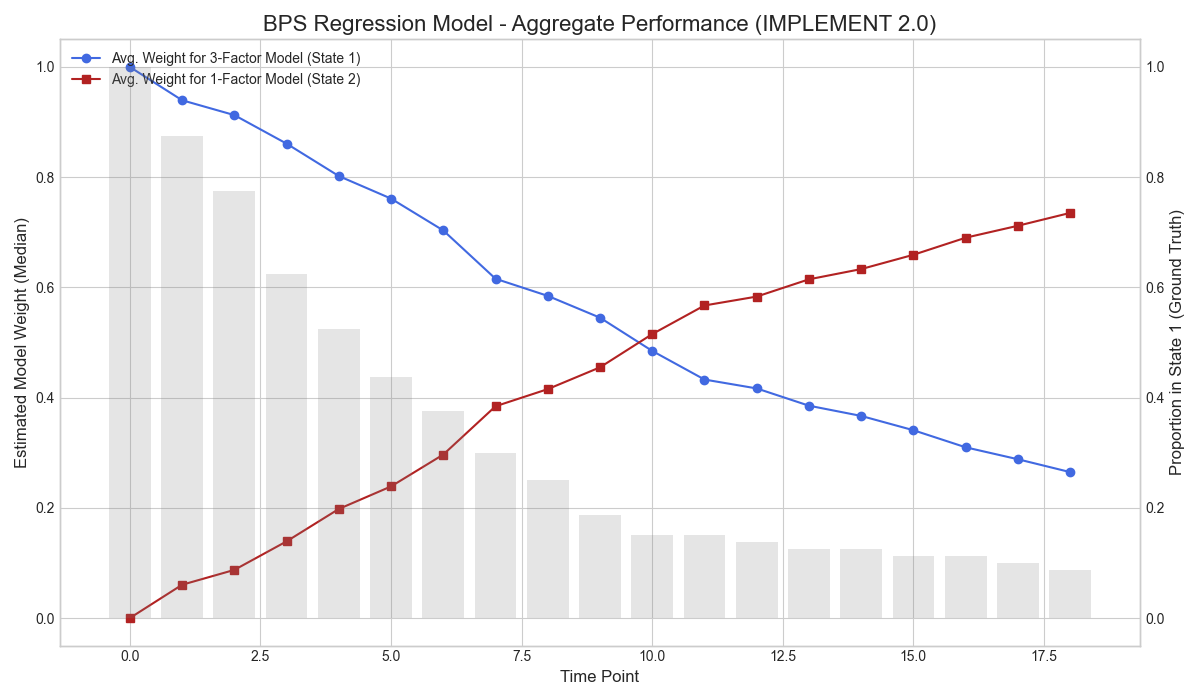 BPS Regression Model - Aggregate Performance (IMPLEMENT 2.0)
Avg. Weight for 3-Factor Model (State 1)
Avg. Weight for 1-Factor Model (State 2)
Estimated Model Weight (Median)
1.0
0.8
0.6
0.4
0.2
0.0
1.0
0.8
0.6
0.4
0.2
0.0
Proportion in State 1 (Ground Truth)
0.0 2.5 5.0 7.5 10.0 12.5 15.0 17.5
Time Point